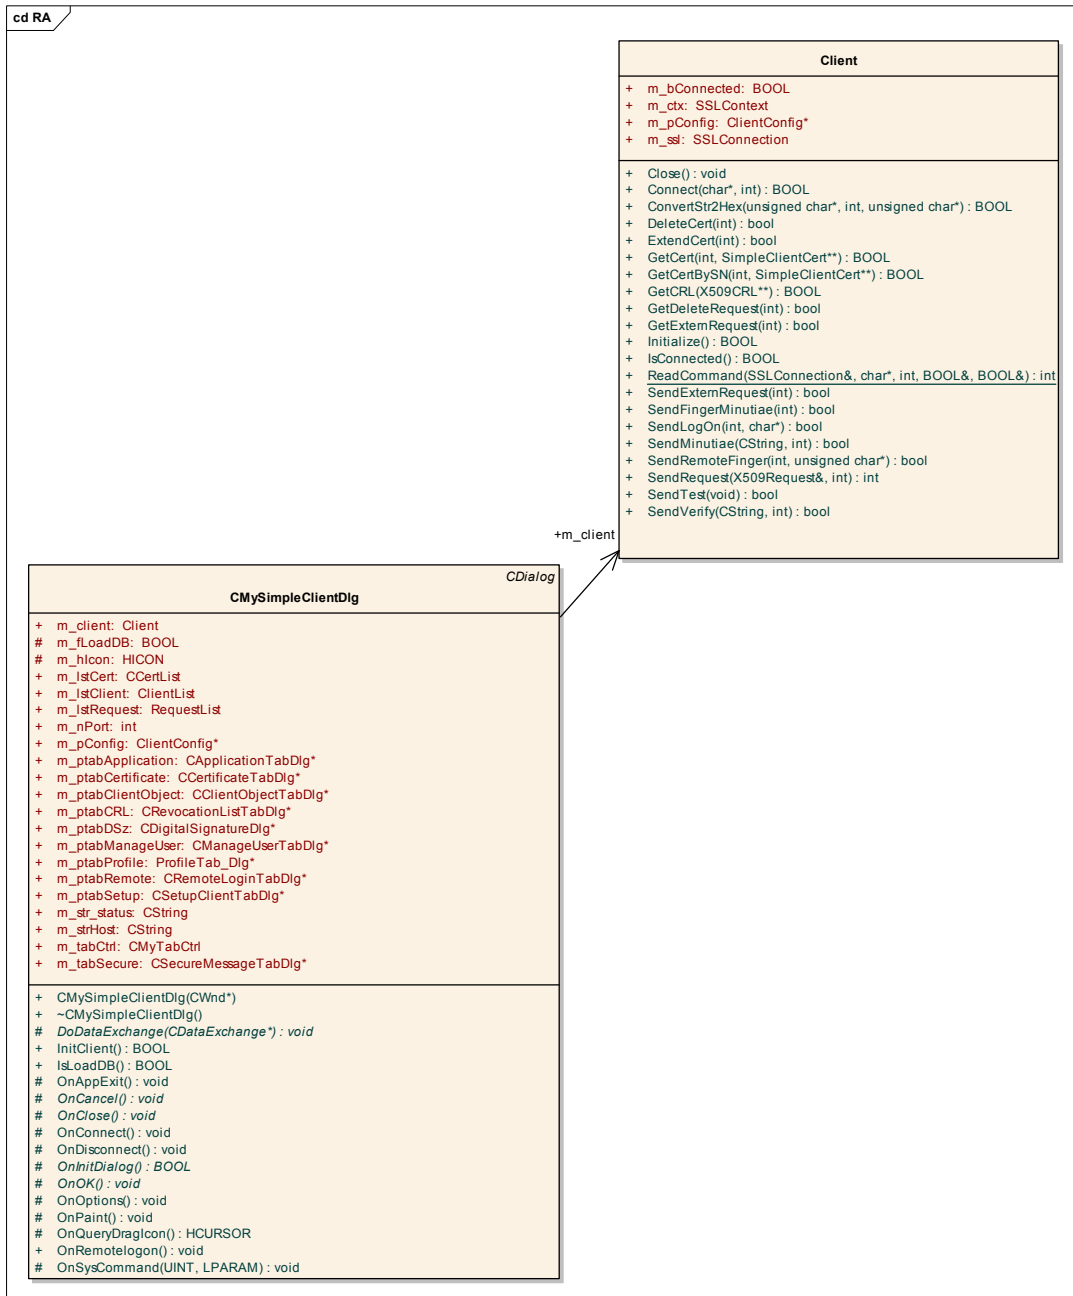 cd RA
Client
+ m_bConnected: BOOL
+ m_ctx: SSLContext
+ m_pConfig: ClientConfig*
+ m_ssl: SSLConnection
+ Close() : void
+ Connect(char*, int) : BOOL
+ ConvertStr2Hex(unsigned char*, int, unsigned char*) : BOOL
+ DeleteCert(int) : bool
+ ExtendCert(int) : bool
+ GetCert(int, SimpleClientCert**) : BOOL
+ GetCertBySN(int, SimpleClientCert**) : BOOL
+ GetCRL(X509CRL**) : BOOL
+ GetDeleteRequest(int) : bool
+ GetExternRequest(int) : bool
+ Initialize() : BOOL
+ IsConnected() : BOOL
+ ReadCommand(SSLConnection&, char*, int, BOOL&, BOOL&) : int
+ SendExternRequest(int) : bool
+ SendFingerMinutiae(int) : bool
+ SendLogOn(int, char*) : bool
+ SendMinutiae(CString, int) : bool
+ SendRemoteFinger(int, unsigned char*) : bool
+ SendRequest(X509Request&, int) : int
+ SendTest(void) : bool
+ SendVerify(CString, int) : bool
+m_client
CDialog
CMySimpleClientDlg
+ m_client: Client
# m_fLoadDB: BOOL
# m_hIcon: HICON
+ m_lstCert: CCertList
+ m_lstClient: ClientList
+ m_lstRequest: RequestList
+ m_nPort: int
+ m_pConfig: ClientConfig*
+ m_ptabApplication: CApplicationTabDlg*
+ m_ptabCertificate: CCertificateTabDlg*
+ m_ptabClientObject: CClientObjectTabDlg*
+ m_ptabCRL: CRevocationListTabDlg*
+ m_ptabDSz: CDigitalSignatureDlg*
+ m_ptabManageUser: CManageUserTabDlg*
+ m_ptabProfile: ProfileTab_Dlg*
+ m_ptabRemote: CRemoteLoginTabDlg*
+ m_ptabSetup: CSetupClientTabDlg*
+ m_str_status: CString
+ m_strHost: CString
+ m_tabCtrl: CMyTabCtrl
+ m_tabSecure: CSecureMessageTabDlg*
+ CMySimpleClientDlg(CWnd*)
+ ~CMySimpleClientDlg()
# DoDataExchange(CDataExchange*) : void
+ InitClient() : BOOL
+ IsLoadDB() : BOOL
# OnAppExit() : void
# OnCancel() : void
# OnClose() : void
# OnConnect() : void
# OnDisconnect() : void
# OnInitDialog() : BOOL
# OnOK() : void
# OnOptions() : void
# OnPaint() : void
# OnQueryDragIcon() : HCURSOR
+ OnRemotelogon() : void
# OnSysCommand(UINT, LPARAM) : void